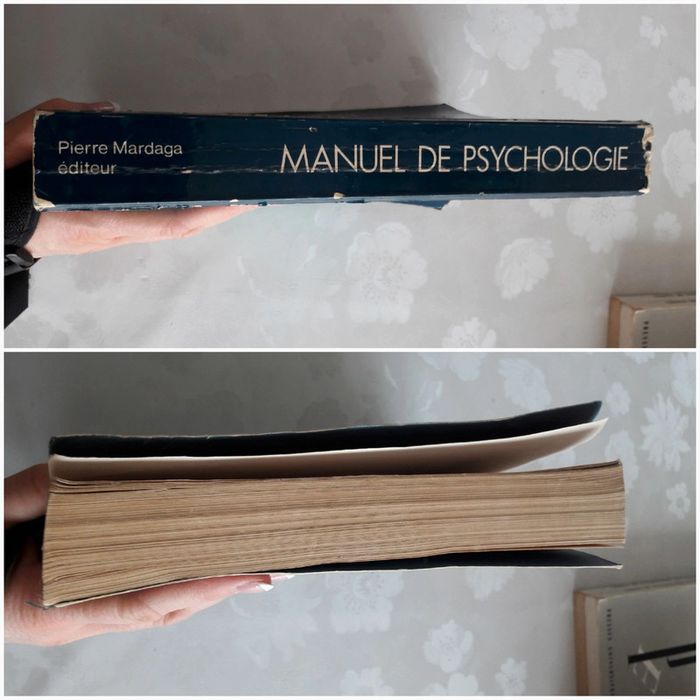 Pierre Mardaga
éditeur
MANUEL DE PSYCHOLOGIE